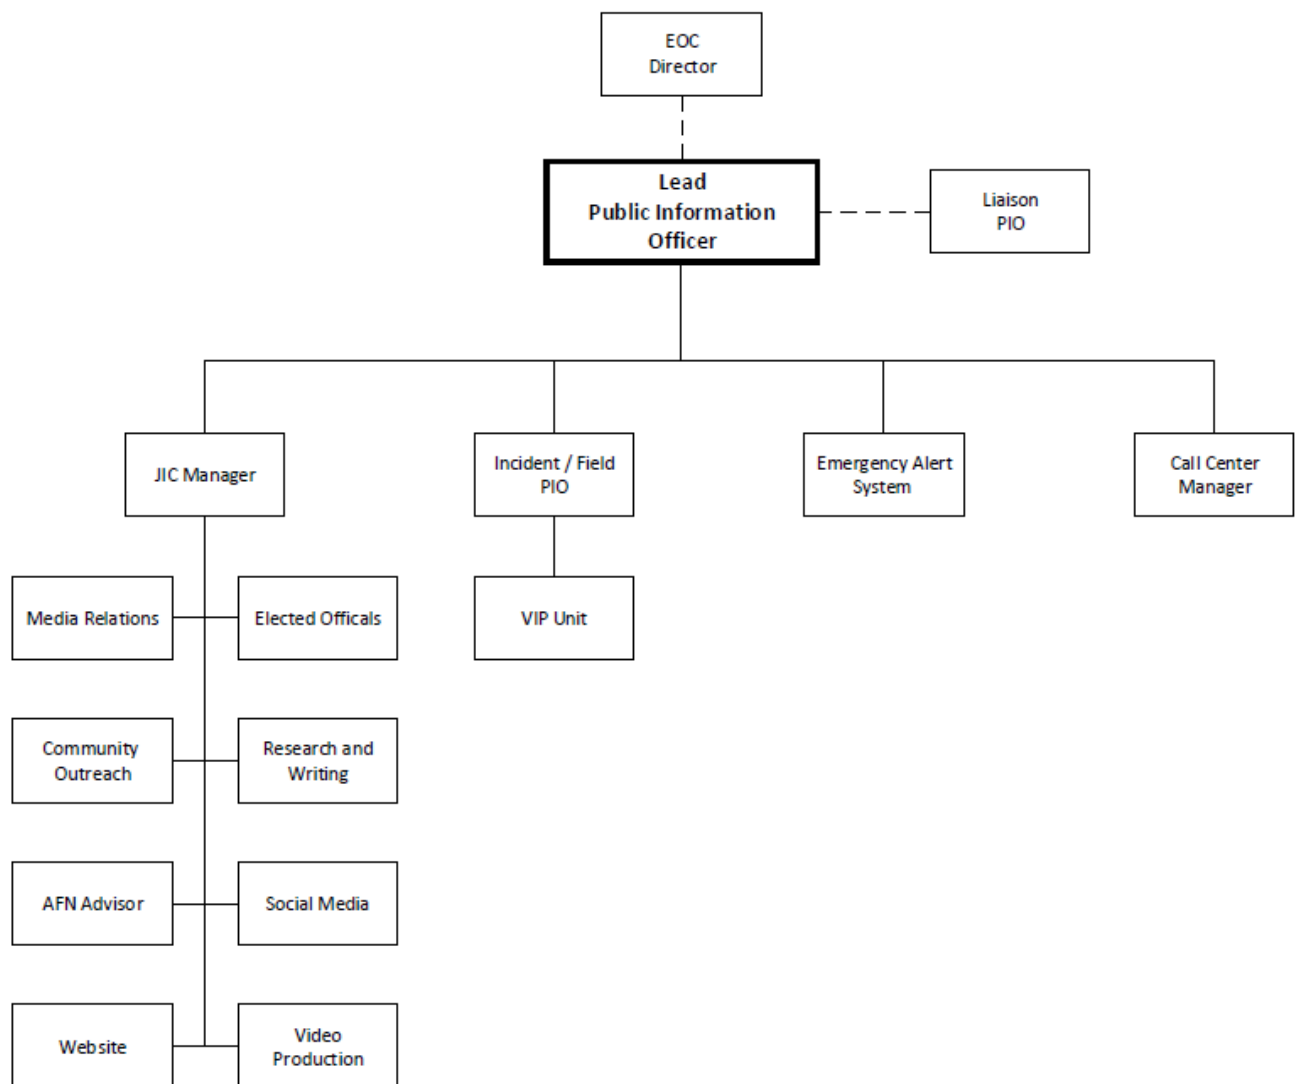 EOC
Director
Lead
Public Information
Officer
Liaison
PIO
JIC Manager
Incident / Field
PIO
Emergency Alert
System
Call Center
Manager
Media Relations
Elected Officals
VIP Unit
Community
Outreach
Research and
Writing
AFN Advisor
Social Media
Website
Video
Production